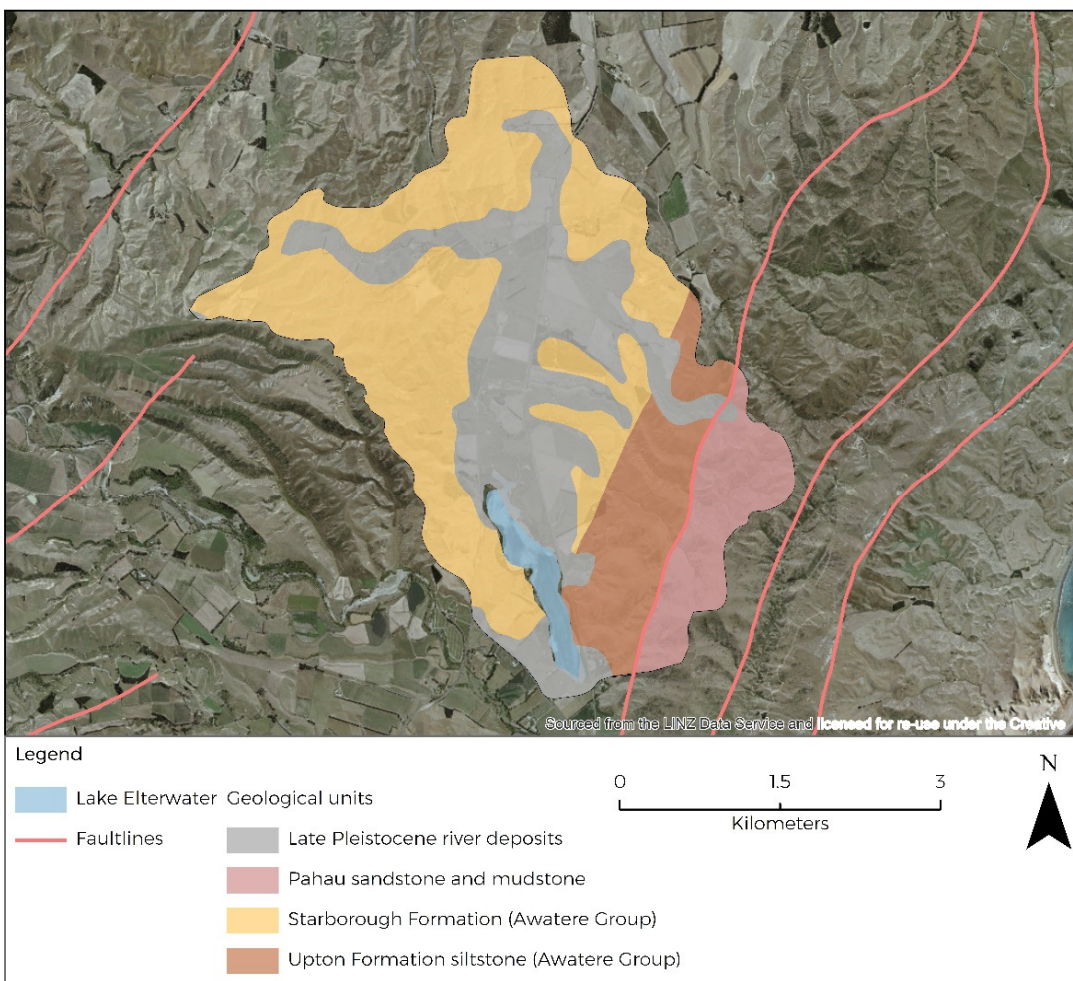 Sourced from the LINZ Data Service and licensed for re-use under the Creative
Legend
Lake Elterwater
Faultlines
Geological units
Late Pleistocene river deposits
Pahau sandstone and mudstone
Starborough Formation (Awatere Group)
Upton Formation siltstone (Awatere Group)
0 1.5 3
Kilometers
N